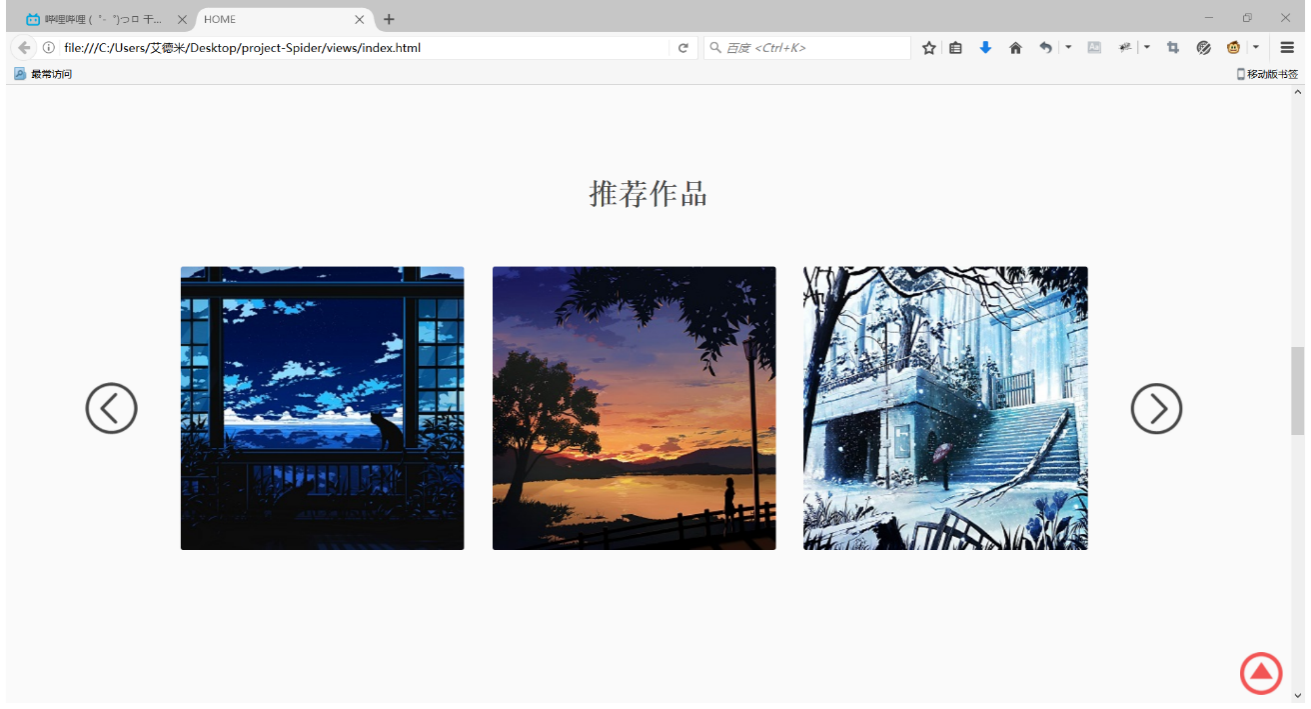 哔哩哔哩 ( ゜- ゜)つロ 干...
HOME
file:///C:/Users/艾德米/Desktop/project-Spider/views/index.html
百度 <Ctrl+K>
最常访问
移动版书签
推荐作品